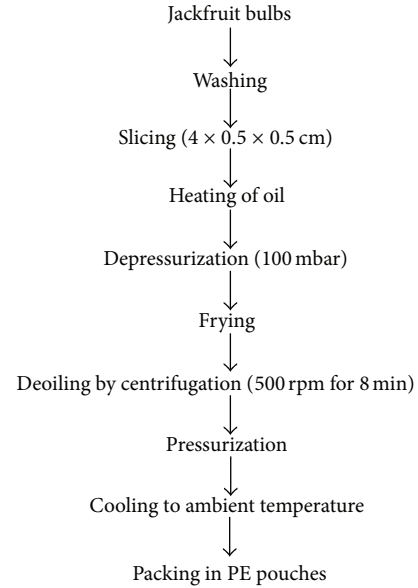 Jackfruit bulbs
Washing
Slicing (4 × 0.5 × 0.5 cm)
Heating of oil
Depressurization (100 mbar)
Frying
Deoiling by centrifugation (500 rpm for 8 min)
Pressurization
Cooling to ambient temperature
Packing in PE pouches